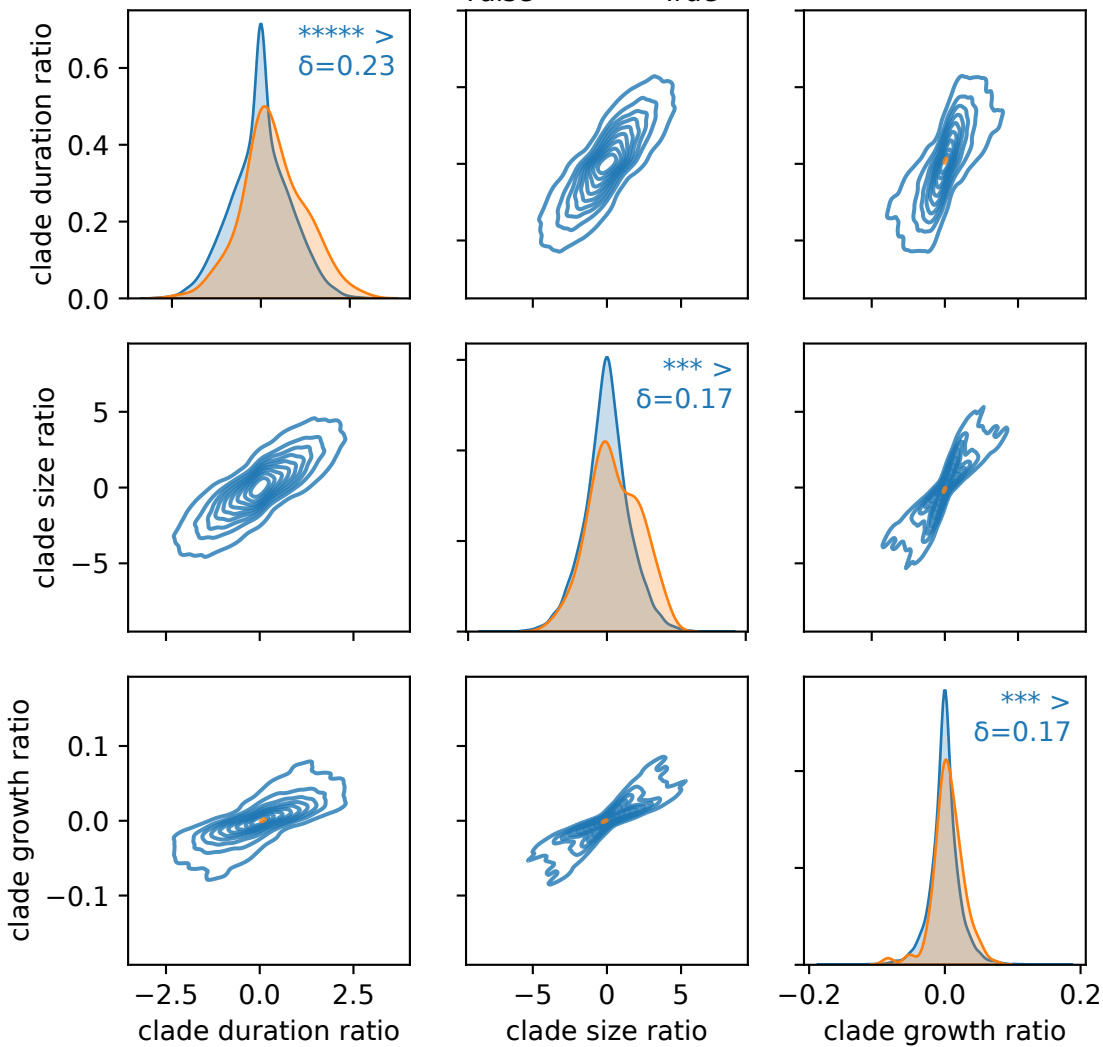 ***** >
δ=0.23
clade duration ratio
0.6
0.4
0.2
0.0
*** >
δ=0.17
clade size ratio
5
0
−5
*** >
δ=0.17
clade growth ratio
0.1
0.0
−0.1
−2.5 0.0 2.5
−5 0 5
−0.2 0.0 0.2
clade duration ratio
clade size ratio
clade growth ratio